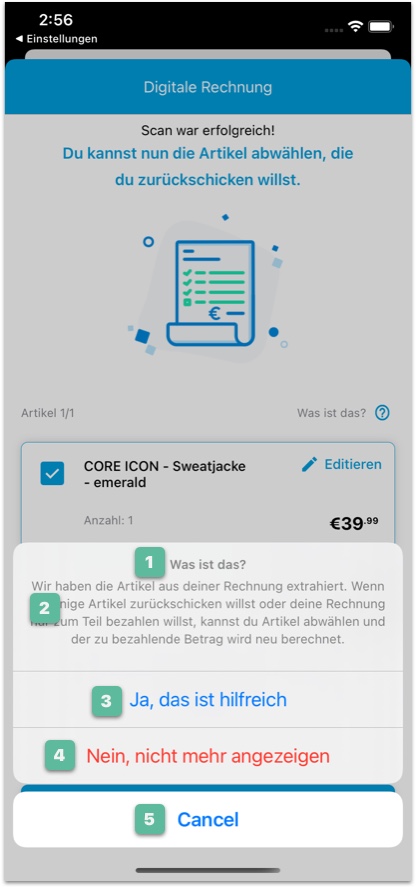 2:56
Einstellungen
Digitale Rechnung
Scan war erfolgreich!
Du kannst nun die Artikel abwählen, die
du zurückschicken willst.
€
Artikel 1/1 Was ist das? ?
CORE ICON - Sweatjacke Editieren
- emerald
Anzahl: 1 €39.99
1 Was ist das?
Wir haben die Artikel aus deiner Rechnung extrahiert. Wenn
2 Artikel zurückschicken willst oder deine Rechnung
zum Teil bezahlen willst, kannst du Artikel abwählen und
der zu bezahlende Betrag wird neu berechnet.
3 Ja, das ist hilfreich
4 Nein, nicht mehr angezeigen
5 Cancel